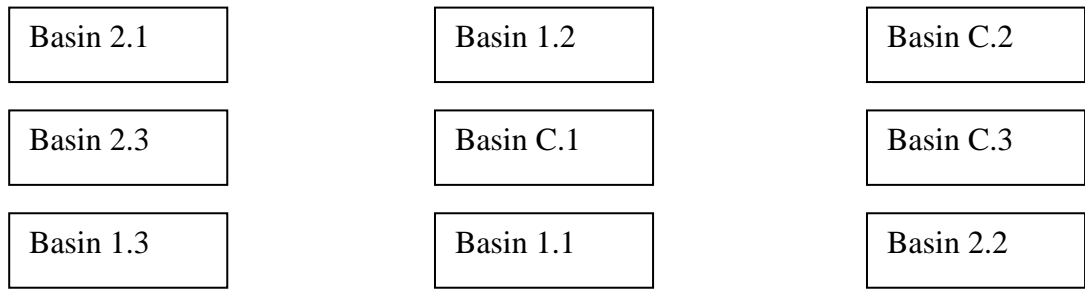 Basin 2.1
Basin 1.2
Basin C.2
Basin 2.3
Basin C.1
Basin C.3
Basin 1.3
Basin 1.1
Basin 2.2